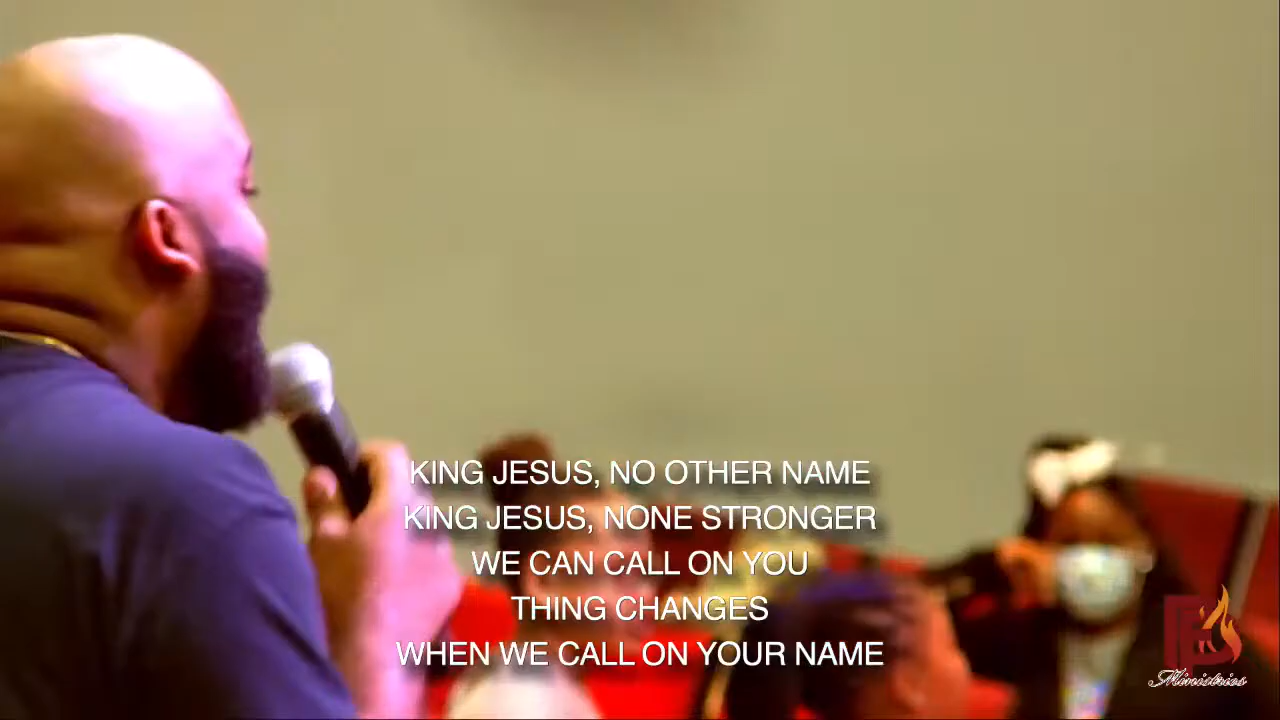 KING JESUS, NO OTHER NAME
KING JESUS, NONE STRONGER
WE CAN CALL ON YOU
THING CHANGES
WHEN WE CALL ON YOUR NAME
Ministries